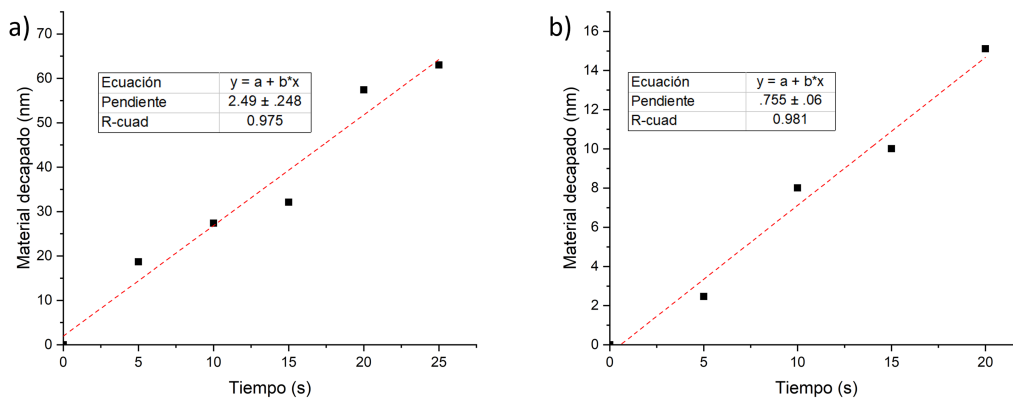 a)
70
60
50
40
30
20
10
0
Material decapado (nm)
Ecuación y = a + b*x
Pendiente 2.49 ± .248
R-cuad 0.975
0 5 10 15 20 25
Tiempo (s)
b)
16
14
12
10
8
6
4
2
0
Material decapado (nm)
Ecuación y = a + b*x
Pendiente .755 ± .06
R-cuad 0.981
0 5 10 15 20
Tiempo (s)